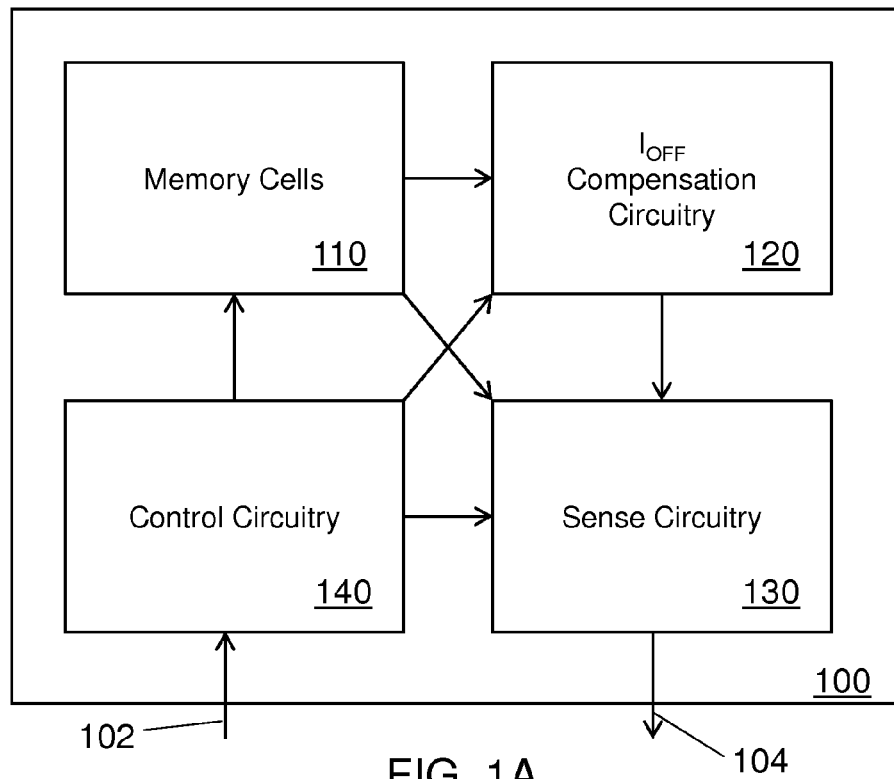 Memory Cells
110
I_OFF
Compensation
Circuitry
120
Control Circuitry
140
Sense Circuitry
130
100
102
104
FIG. 1A